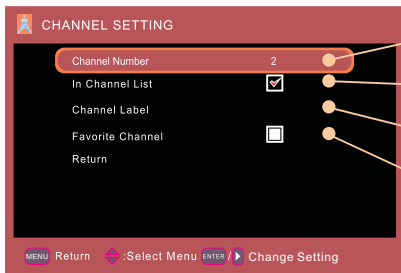 CHANNEL SETTING
Channel Number 2
In Channel List
Channel Label
Favorite Channel
Return
MENU Return :Select Menu ENTER / Change Setting